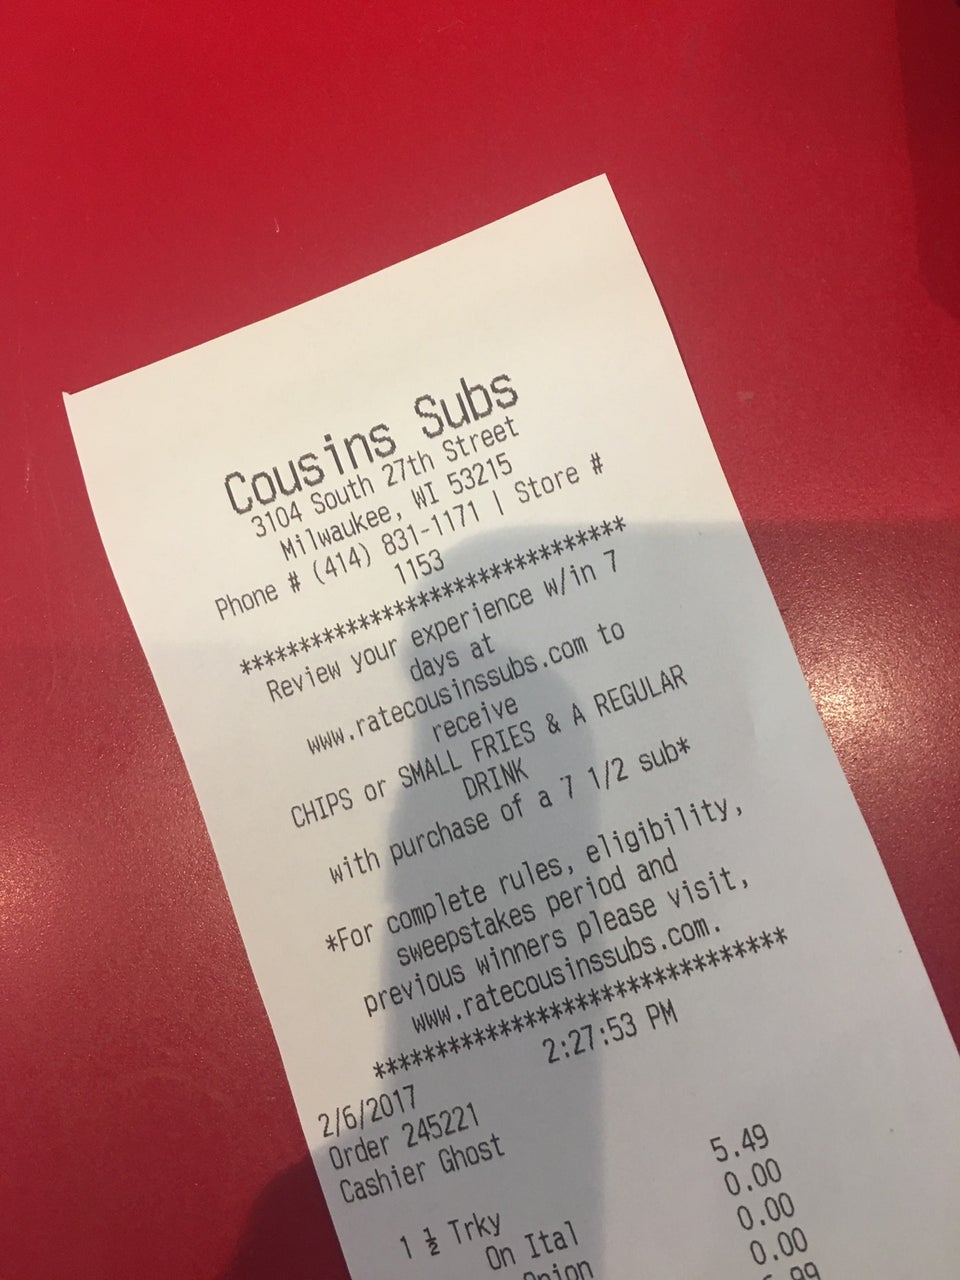 Cousins Subs
3104 South 27th Street
Milwaukee, WI 53215
Phone # (414) 831-1171 | Store #
1153
******************************
Review your experience w/in 7
days at
www.ratecousinssubs.com to
receive
CHIPS or SMALL FRIES & A REGULAR
DRINK
with purchase of a 7 1/2 sub*
*For complete rules, eligibility,
sweepstakes period and
previous winners please visit,
www.ratecousinssubs.com.
******************************
2/6/2017 2:27:53 PM
Order 245221
Cashier Ghost
1 ½ Trky 5.49
On Ital 0.00
Onion 0.00
0.00
.99